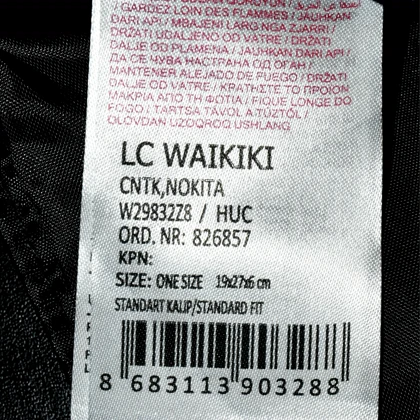 / GARDEZ LOIN DES FLAMMES / JAUHKAN
DARI API / MBAJENI LARG NGA ZJARRI /
DRŽATI UDALJENO OD VATRE / DRŽATI
DALJE OD PLAMENA / JAUHKAN DARI API /
ДА СЕ ЧУВА НАСТРАНА ОД ОГАН /
MANTENER ALEJADO DE FUEGO / DRŽATI
DALJE OD VATRE / ΚΡΑΤΗΣΤΕ ΤΟ ΠΡΟΪΟΝ
ΜΑΚΡΙΑ ΑΠΟ ΤΗ ΦΩΤΙΑ / FIQUE LONGE DO
FOGO / TARTSA TÁVOL A TŰZTŐL /
OLOVDAN UZOQROQ USHLANG
LC WAIKIKI
CNTK,NOKITA
W29832Z8 / HUC
ORD. NR: 826857
KPN:
SIZE: ONE SIZE 19x27x6 cm
STANDART KALIP/STANDARD FIT
8 683113 903288